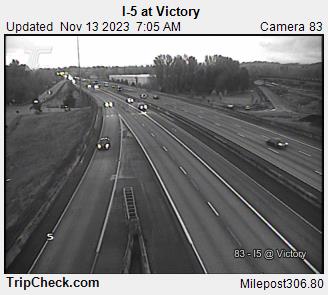 I-5 at Victory
Updated Nov 13 2023 7:05 AM Camera 83
S
83 - I5 @ Victory
TripCheck.com Milepost306.80